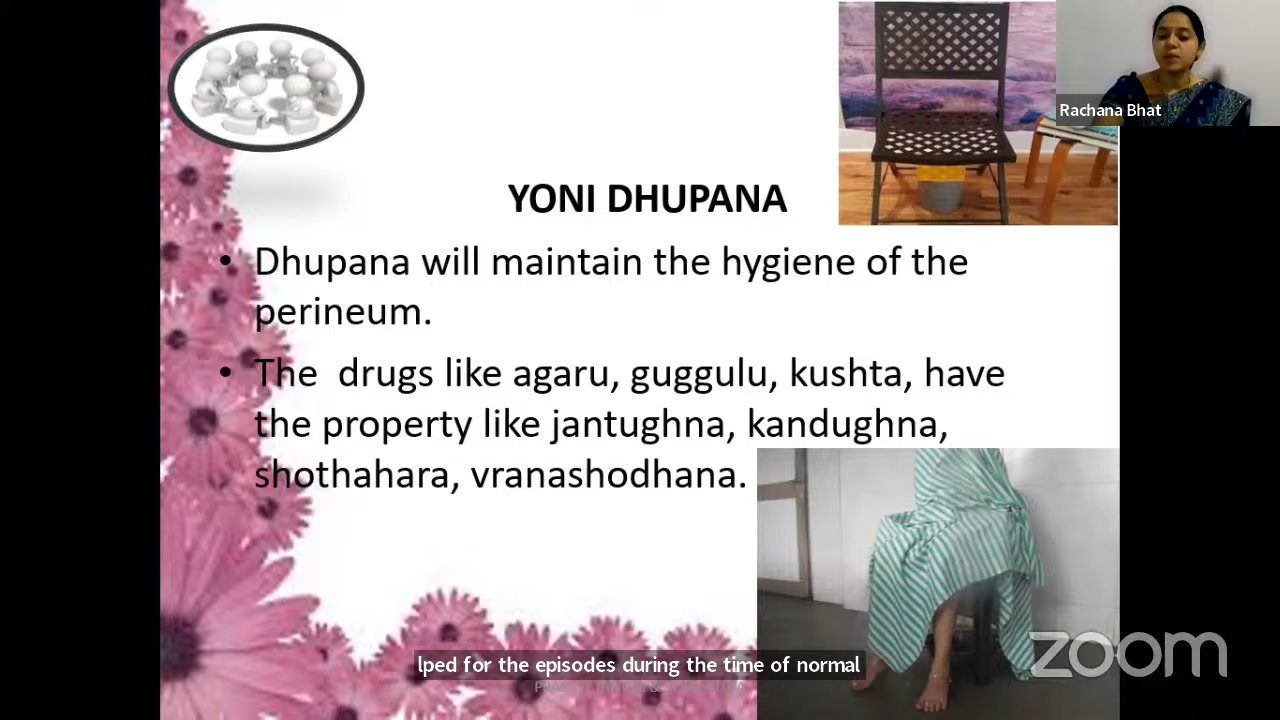 Rachana Bhat
YONI DHUPANA
• Dhupana will maintain the hygiene of the
perineum.
• The drugs like agaru, guggulu, kushta, have
the property like jantughna, kandughna,
shothahara, vranashodhana.
lped for the episodes during the time of normal
zoom